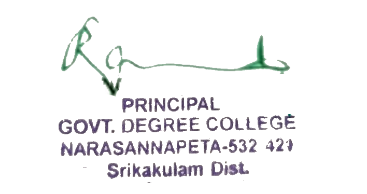 PRINCIPAL
GOVT. DEGREE COLLEGE
NARASANNAPETA-532 421
Srikakulam Dist.